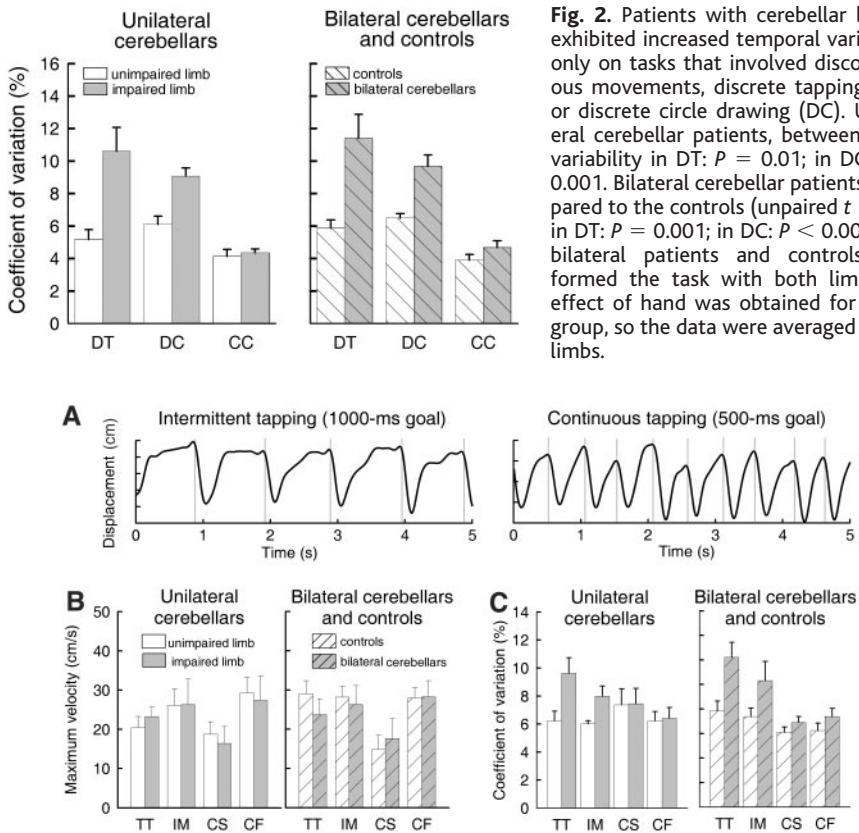 Unilateral
cerebellars
Bilateral cerebellars
and controls
Coefficient of variation (%)
16
14
12
10
8
6
4
2
0
unimpaired limb
impaired limb
controls
bilateral cerebellars
DT DC CC
DT DC CC
Fig. 2. Patients with cerebellar
exhibited increased temporal
only on tasks that involved
ous movements, discrete tapping
or discrete circle drawing (DC).
eral cerebellar patients, between
variability in DT: P = 0.01; in DC
0.001. Bilateral cerebellar patients
pared to the controls (unpaired t
in DT: P = 0.001; in DC: P < 0.00
bilateral patients and controls
formed the task with both
effect of hand was obtained for
group, so the data were averaged
limbs.
A
Intermittent tapping (1000-ms goal)
Continuous tapping (500-ms goal)
Displacement (cm)
1 2 3 4 5
0 1 2 3 4 5
Time (s)
Time (s)
B
Unilateral
cerebellars
Bilateral cerebellars
and controls
Maximum velocity (cm/s)
50
40
30
20
10
0
unimpaired limb
impaired limb
controls
bilateral cerebellars
TT IM CS CF
TT IM CS CF
C
Unilateral
cerebellars
Bilateral cerebellars
and controls
Coefficient of variation (%)
14
12
10
8
6
4
2
0
TT IM CS CF
TT IM CS CF